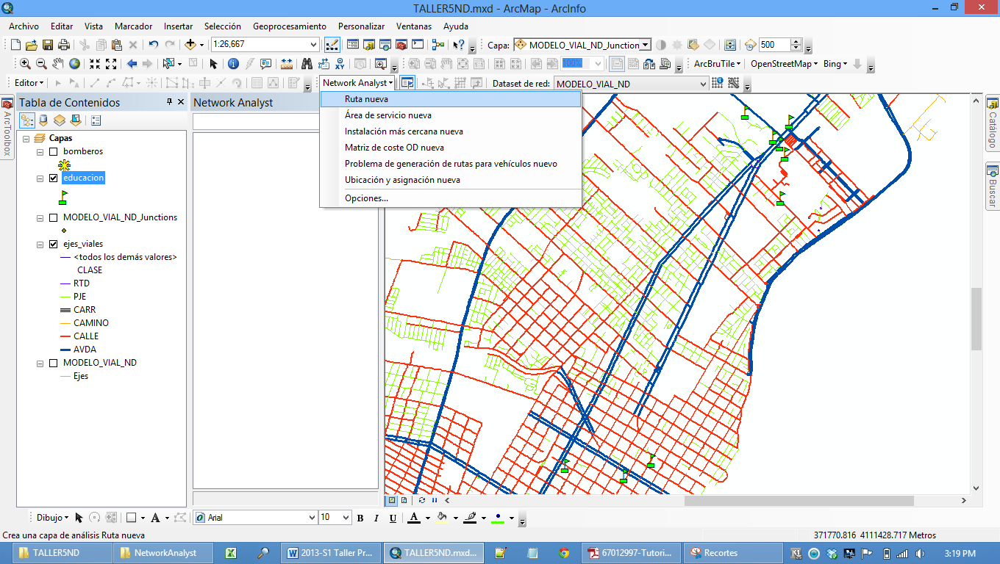 TALLER5ND.mxd - ArcMap - ArcInfo
Archivo Editar Vista Marcador Insertar Selección Geoprocesamiento Personalizar Ventanas Ayuda
1:26,667 Capa: MODELO_VIAL_ND_Junction 500
100% ArcBruTile OpenStreetMap Bing
Editor Network Analyst Dataset de red: MODELO_VIAL_ND
Tabla de Contenidos
Network Analyst
Ruta nueva
Área de servicio nueva
Instalación más cercana nueva
Matriz de coste OD nueva
Problema de generación de rutas para vehículos nuevo
Ubicación y asignación nueva
Opciones...
ArcToolbox
Capas
bomberos
educacion
MODELO_VIAL_ND_Junctions
ejes_viales
<todos los demás valores>
CLASE
RTD
PJE
CARR
CAMINO
CALLE
AVDA
MODELO_VIAL_ND
Ejes
Catálogo
Buscar
Dibujo A Arial 10 B I U A
Crea una capa de análisis Ruta nueva
371770.816 4111428.717 Metros
TALLER5ND NetworkAnalyst 2013-S1 Taller Pr... TALLER5ND.mxd... 67012997-Tutori... Recortes 3:19 PM